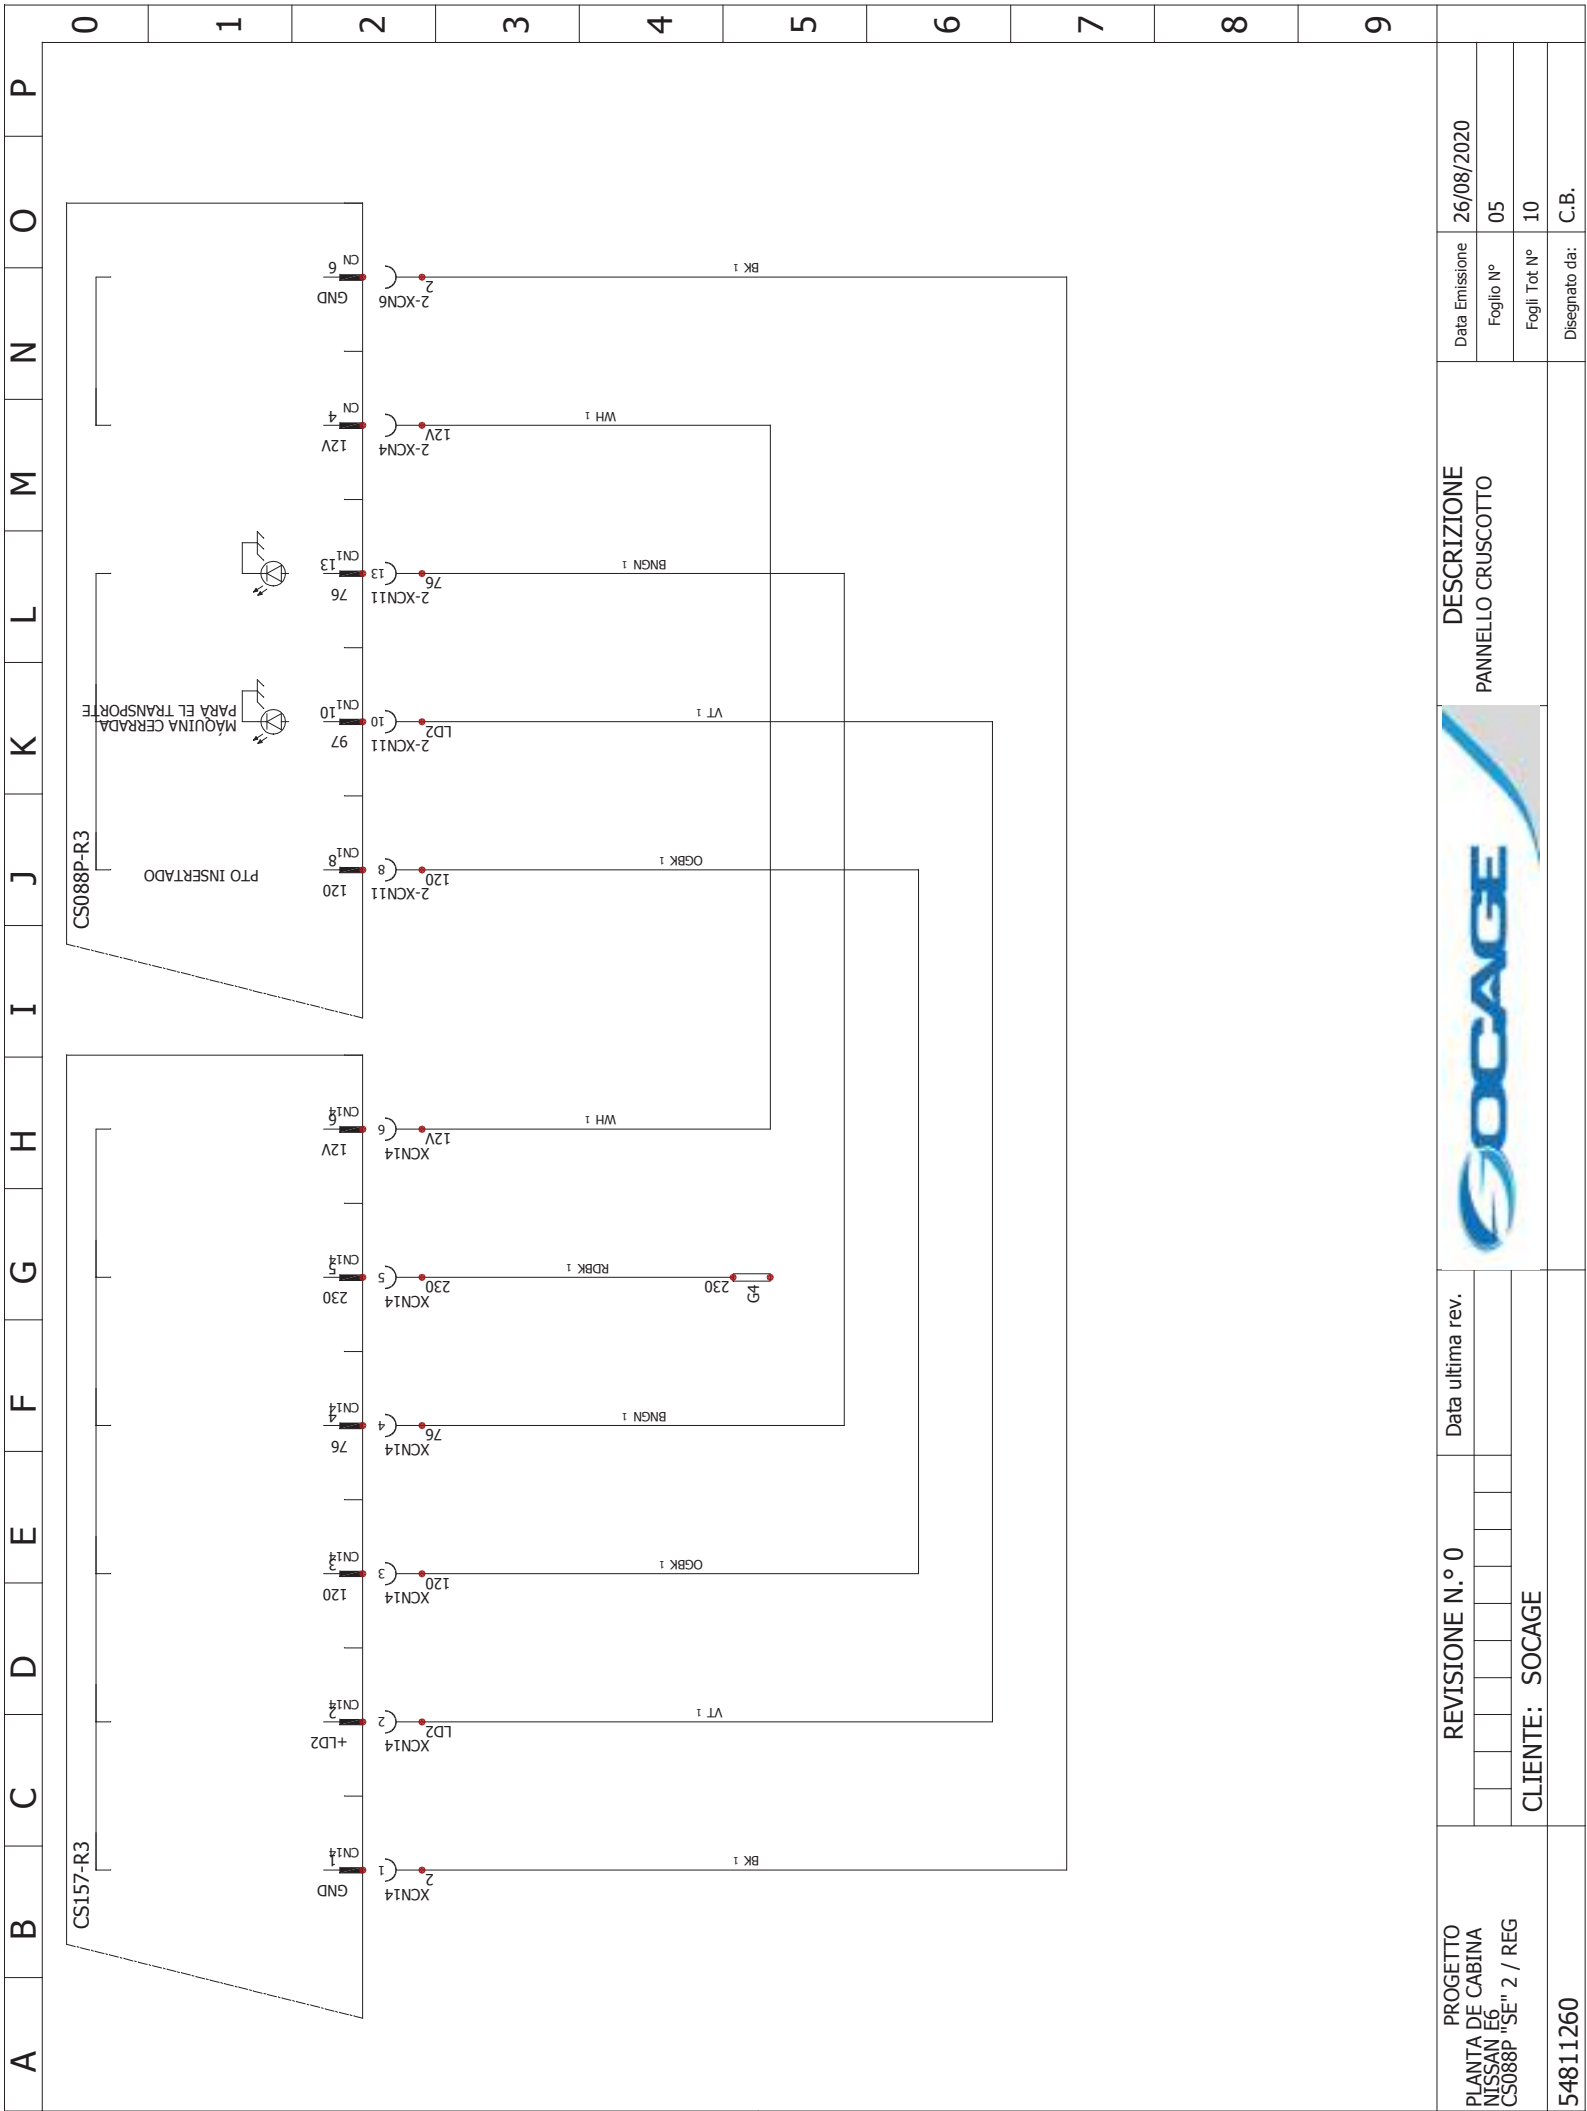 A B C D E F G H I J K L M N O P
0
1
2
3
4
5
6
7
8
9
CS157-R3
GND
1
CN14
1
XCN14
2
BK 1
+LD2
2
CN14
2
XCN14
LD2
VT 1
120
3
CN14
3
XCN14
120
OGBK 1
76
4
CN14
4
XCN14
76
BNGN 1
230
5
CN14
5
XCN14
230
RDBK 1
230
G4
12V
6
CN14
6
XCN14
12V
WH 1
CS088P-R3
PTO INSERTADO
120
8
CN1
8
2-XCN11
120
OGBK 1
MÁQUINA CERRADA
PARA EL TRANSPORTE
97
10
CN1
10
2-XCN11
LD2
VT 1
76
13
CN1
13
2-XCN11
76
BNGN 1
12V
4
CN
2-XCN4
12V
WH 1
GND
6
CN
2-XCN6
2
BK 1
PROGETTO
PLANTA DE CABINA
NISSAN E6
CS088P "SE" 2 / REG
54811260
REVISIONE N.° 0
Data ultima rev.
CLIENTE: SOCAGE
SOCAGE
DESCRIZIONE
PANNELLO CRUSCOTTO
Data Emissione 26/08/2020
Foglio N° 05
Fogli Tot N° 10
Disegnato da: C.B.